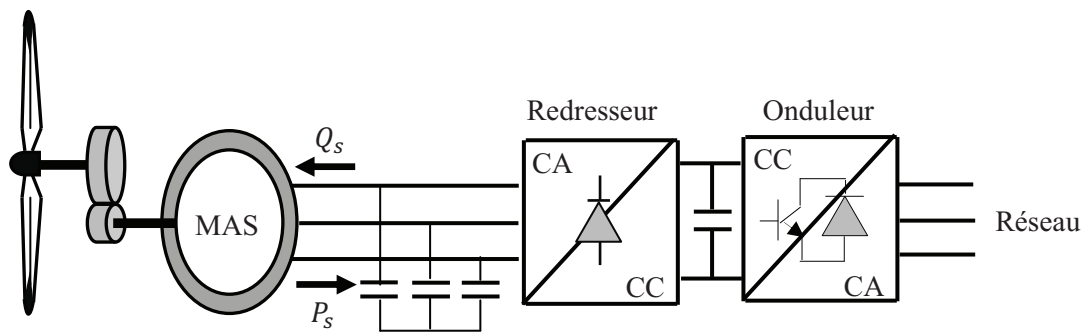 Redresseur
Onduleur
Q_s
CA
CC
MAS
Réseau
P_s
CC
CA